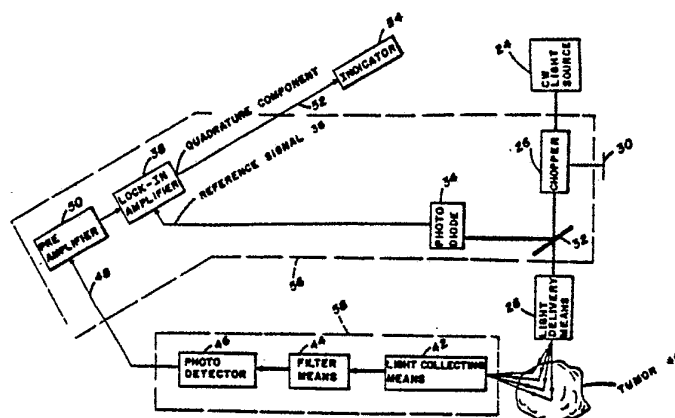 54
INDICATOR
52
QUADRATURE COMPONENT
24
CW LIGHT
SOURCE
38
LOCK-IN
AMPLIFIER
REFERENCE SIGNAL 36
26
CHOPPER
30
50
PRE
AMPLIFIER
34
PHOTO
DIODE
32
48
56
28
LIGHT
DELIVERY
MEANS
58
46
PHOTO
DETECTOR
44
FILTER
MEANS
42
LIGHT COLLECTING
MEANS
TUMOR